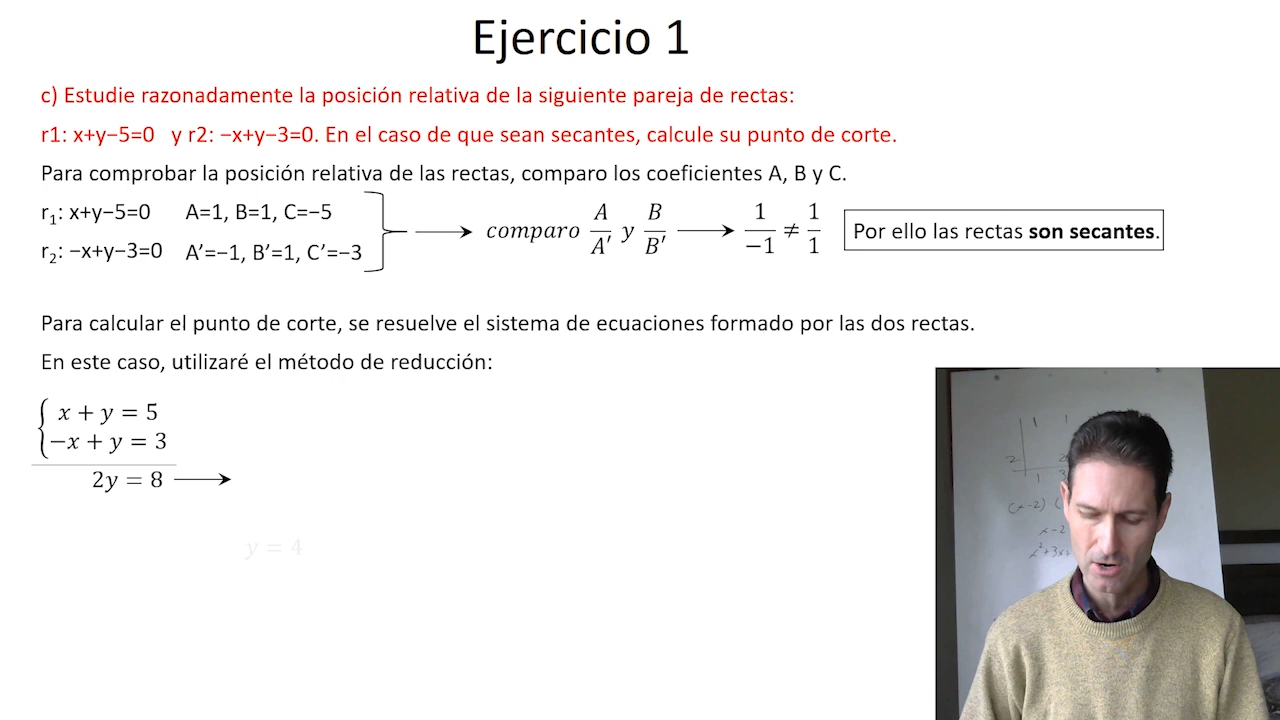 Ejercicio 1
c) Estudie razonadamente la posición relativa de la siguiente pareja de rectas:
r1: x+y−5=0 y r2: −x+y−3=0. En el caso de que sean secantes, calcule su punto de corte.
Para comprobar la posición relativa de las rectas, comparo los coeficientes A, B y C.
r₁: x+y−5=0 A=1, B=1, C=−5
r₂: −x+y−3=0 A’=−1, B’=1, C’=−3
comparo A/A′ y B/B′ → 1/−1 ≠ 1/1 Por ello las rectas son secantes.
Para calcular el punto de corte, se resuelve el sistema de ecuaciones formado por las dos rectas.
En este caso, utilizaré el método de reducción:
x + y = 5
−x + y = 3
2y = 8 →
y = 4